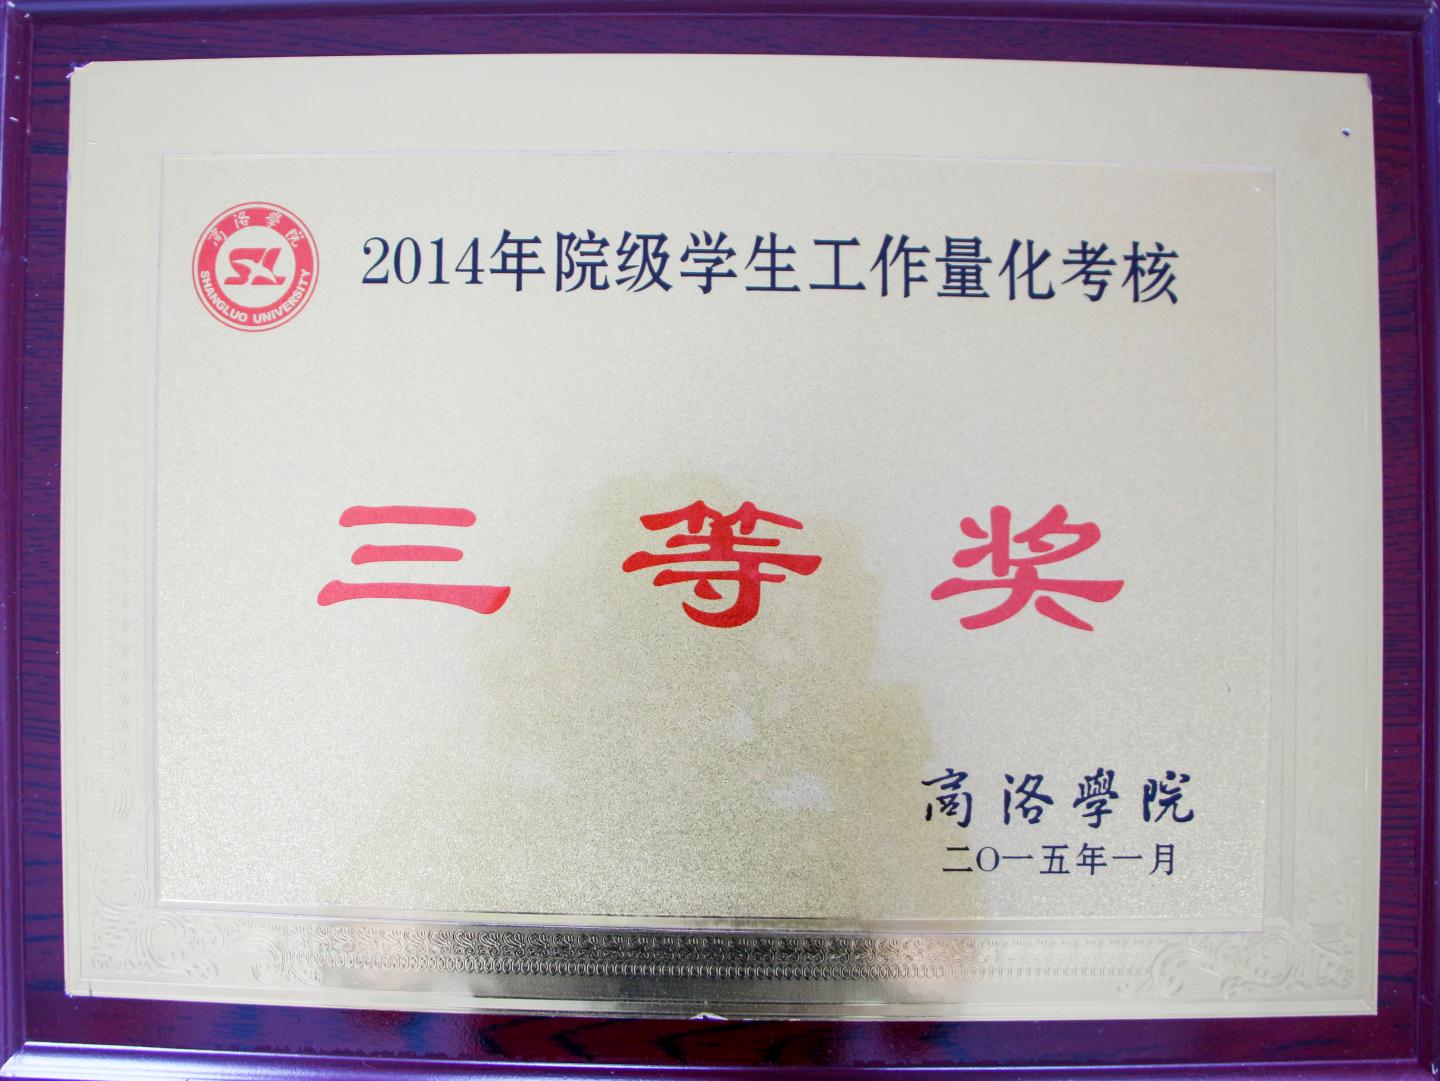 商洛学院
SL
SHANGLUO UNIVERSITY
2014年院级学生工作量化考核
三等奖
商洛學院
二〇一五年一月